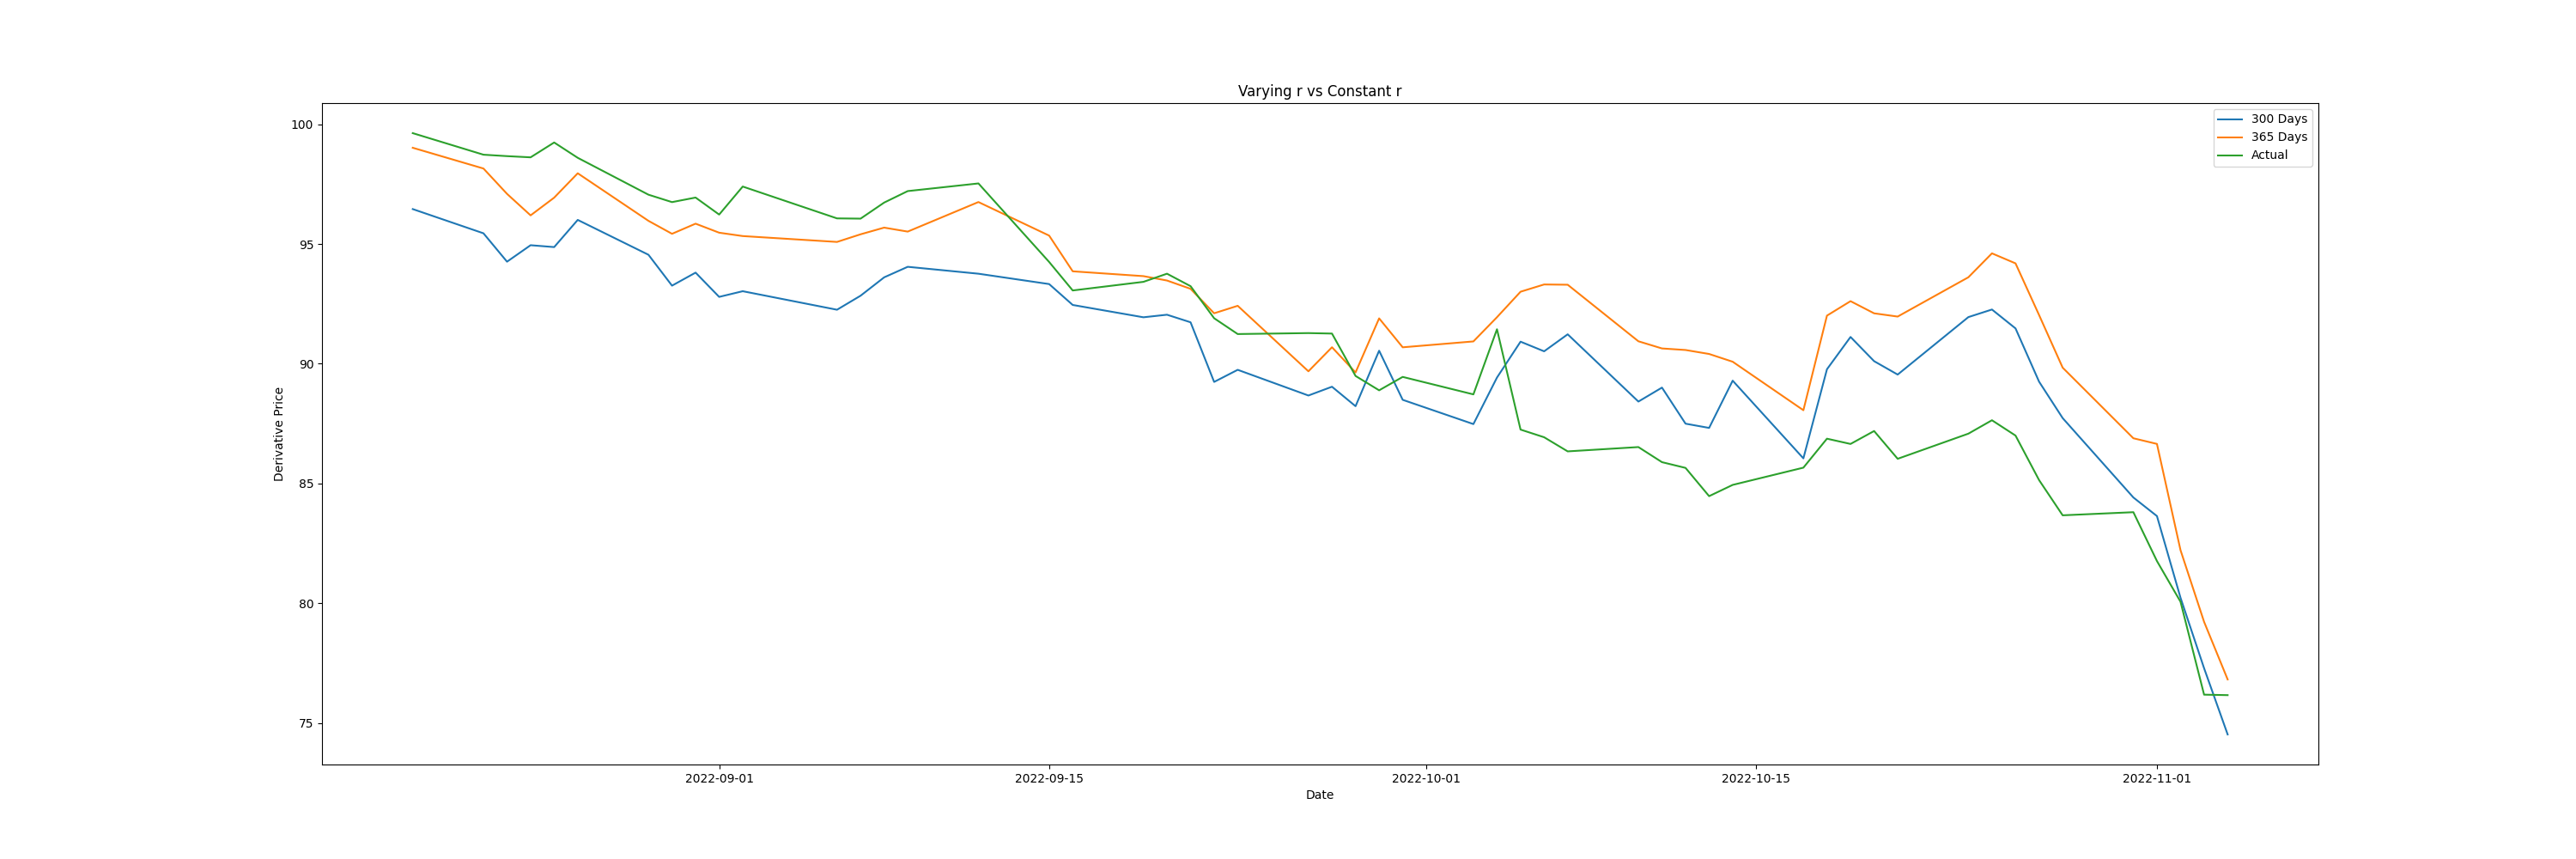 Varying r vs Constant r
300 Days
365 Days
Actual
Derivative Price
100
95
90
85
80
75
2022-09-01
2022-09-15
2022-10-01
2022-10-15
2022-11-01
Date